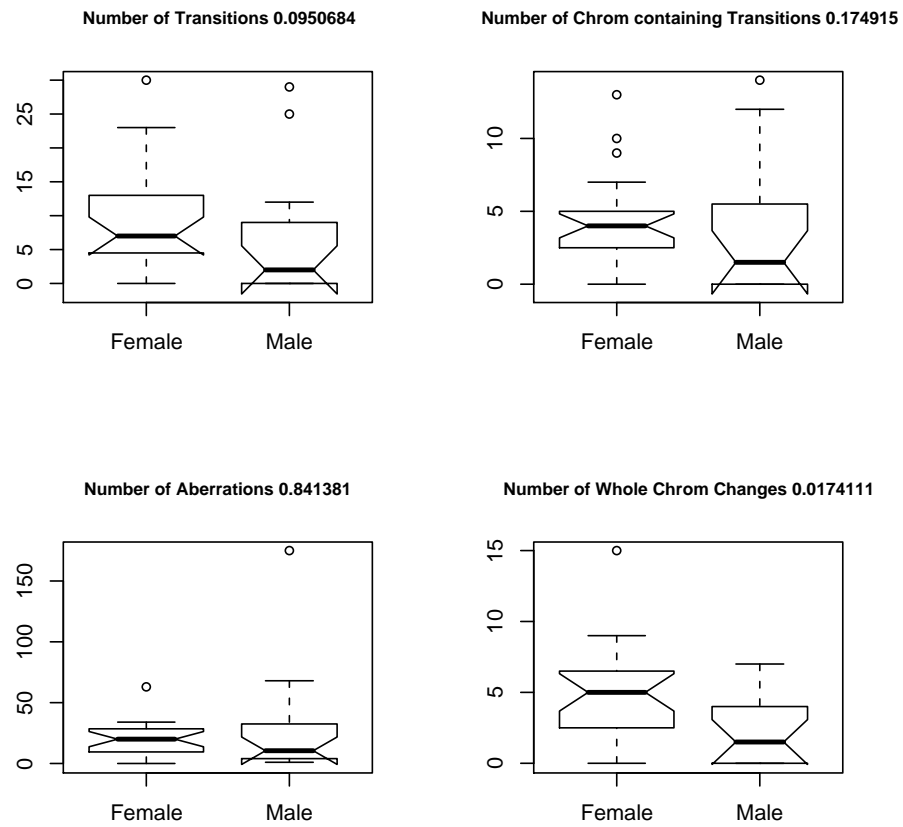 Number of Transitions 0.0950684
25
15
5
0
Female Male
Number of Chrom containing Transitions 0.174915
10
5
0
Female Male
Number of Aberrations 0.841381
150
100
50
0
Female Male
Number of Whole Chrom Changes 0.0174111
15
10
5
0
Female Male